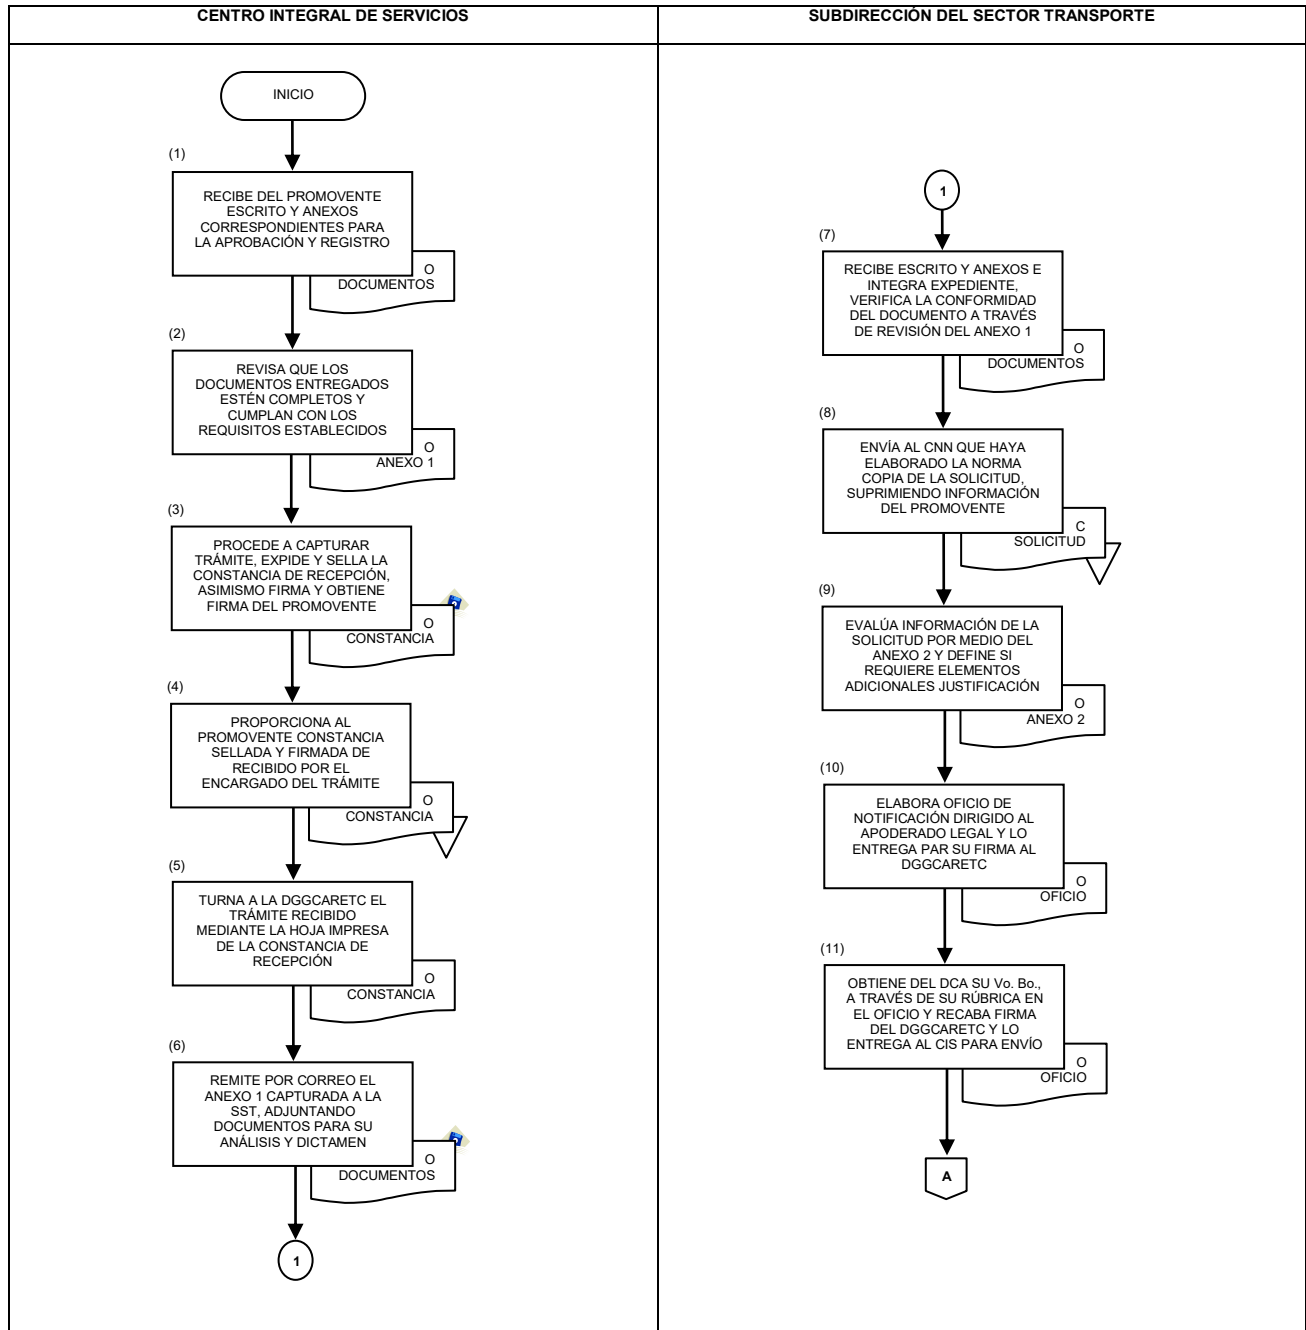 CENTRO INTEGRAL DE SERVICIOS
SUBDIRECCIÓN DEL SECTOR TRANSPORTE
INICIO
(1)
RECIBE DEL PROMOVENTE
ESCRITO Y ANEXOS
CORRESPONDIENTES PARA
LA APROBACIÓN Y REGISTRO
O
DOCUMENTOS
(2)
REVISA QUE LOS
DOCUMENTOS ENTREGADOS
ESTÉN COMPLETOS Y
CUMPLAN CON LOS
REQUISITOS ESTABLECIDOS
O
ANEXO 1
(3)
PROCEDE A CAPTURAR
TRÁMITE, EXPIDE Y SELLA LA
CONSTANCIA DE RECEPCIÓN,
ASIMISMO FIRMA Y OBTIENE
FIRMA DEL PROMOVENTE
O
CONSTANCIA
(4)
PROPORCIONA AL
PROMOVENTE CONSTANCIA
SELLADA Y FIRMADA DE
RECIBIDO POR EL
ENCARGADO DEL TRÁMITE
O
CONSTANCIA
(5)
TURNA A LA DGGCARETC EL
TRÁMITE RECIBIDO
MEDIANTE LA HOJA IMPRESA
DE LA CONSTANCIA DE
RECEPCIÓN
O
CONSTANCIA
(6)
REMITE POR CORREO EL
ANEXO 1 CAPTURADA A LA
SST, ADJUNTANDO
DOCUMENTOS PARA SU
ANÁLISIS Y DICTAMEN
O
DOCUMENTOS
1
1
(7)
RECIBE ESCRITO Y ANEXOS E
INTEGRA EXPEDIENTE,
VERIFICA LA CONFORMIDAD
DEL DOCUMENTO A TRAVÉS
DE REVISIÓN DEL ANEXO 1
O
DOCUMENTOS
(8)
ENVÍA AL CNN QUE HAYA
ELABORADO LA NORMA
COPIA DE LA SOLICITUD,
SUPRIMIENDO INFORMACIÓN
DEL PROMOVENTE
C
SOLICITUD
(9)
EVALÚA INFORMACIÓN DE LA
SOLICITUD POR MEDIO DEL
ANEXO 2 Y DEFINE SI
REQUIERE ELEMENTOS
ADICIONALES JUSTIFICACIÓN
O
ANEXO 2
(10)
ELABORA OFICIO DE
NOTIFICACIÓN DIRIGIDO AL
APODERADO LEGAL Y LO
ENTREGA PAR SU FIRMA AL
DGGCARETC
O
OFICIO
(11)
OBTIENE DEL DCA SU Vo. Bo.,
A TRAVÉS DE SU RÚBRICA EN
EL OFICIO Y RECABA FIRMA
DEL DGGCARETC Y LO
ENTREGA AL CIS PARA ENVÍO
O
OFICIO
A